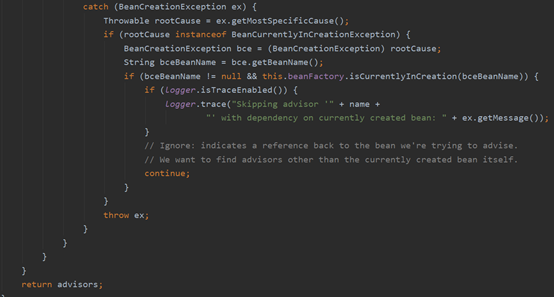 catch (BeanCreationException ex) {
Throwable rootCause = ex.getMostSpecificCause();
if (rootCause instanceof BeanCurrentlyInCreationException) {
BeanCreationException bce = (BeanCreationException) rootCause;
String bceBeanName = bce.getBeanName();
if (bceBeanName != null && this.beanFactory.isCurrentlyInCreation(bceBeanName)) {
if (logger.isTraceEnabled()) {
logger.trace("Skipping advisor '" + name +
"' with dependency on currently created bean: " + ex.getMessage());
}
// Ignore: indicates a reference back to the bean we're trying to advise.
// We want to find advisors other than the currently created bean itself.
continue;
}
}
throw ex;
}
}
}
}
return advisors;